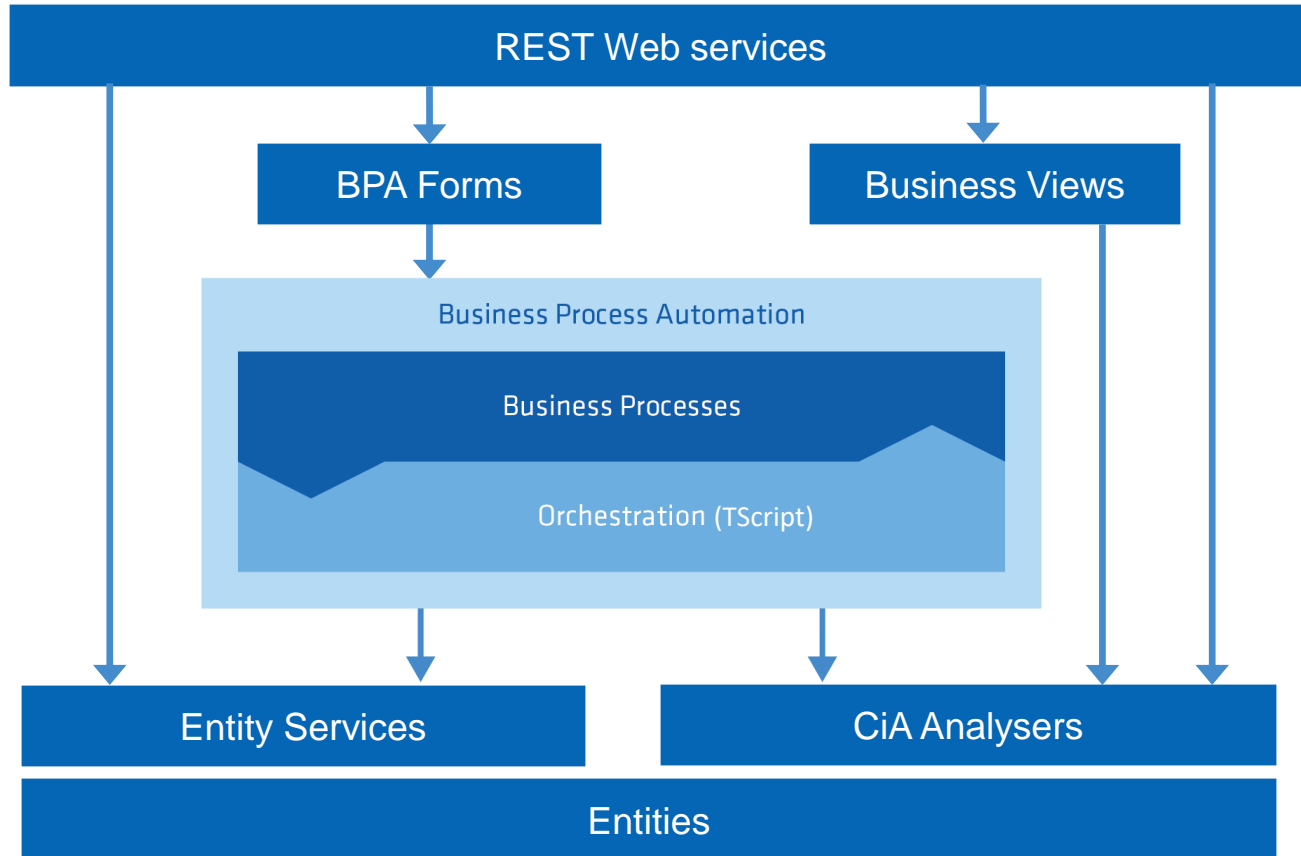 REST Web services
BPA Forms
Business Views
Business Process Automation
Business Processes
Orchestration (TScript)
Entity Services
CiA Analysers
Entities